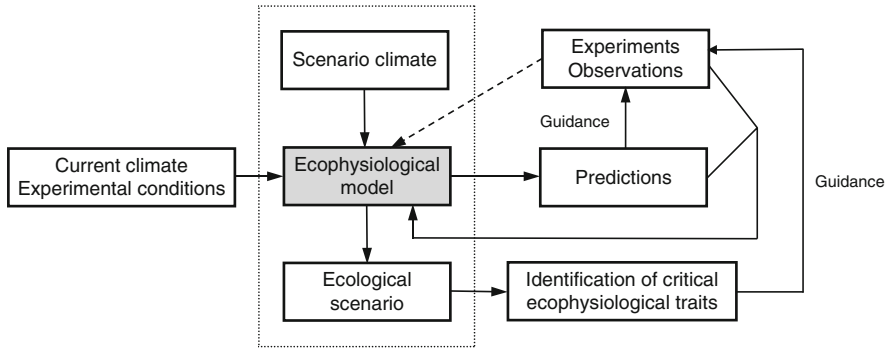 Scenario climate
Experiments
Observations
Guidance
Current climate
Experimental conditions
Ecophysiological
model
Predictions
Guidance
Ecological
scenario
Identification of critical
ecophysiological traits